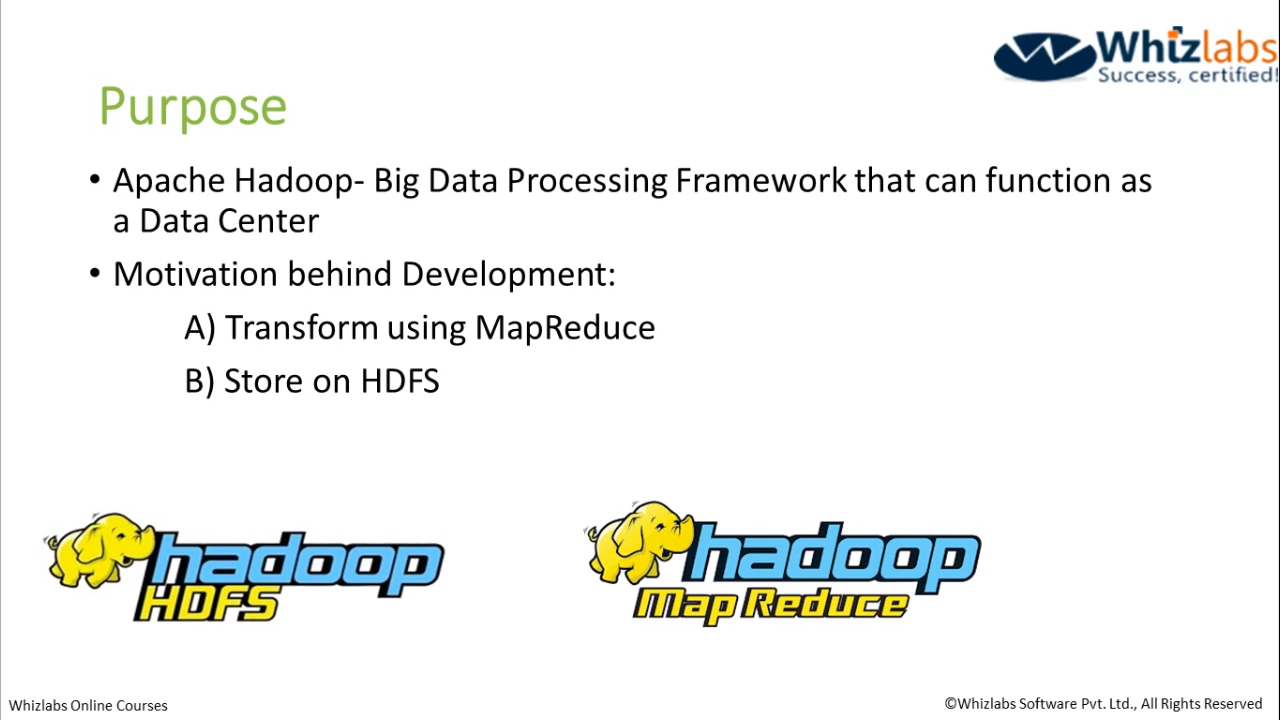 Whizlabs
Success, certified!
Purpose
• Apache Hadoop- Big Data Processing Framework that can function as
a Data Center
• Motivation behind Development:
A) Transform using MapReduce
B) Store on HDFS
hadoop
HDFS
hadoop
Map Reduce
Whizlabs Online Courses
©Whizlabs Software Pvt. Ltd., All Rights Reserved